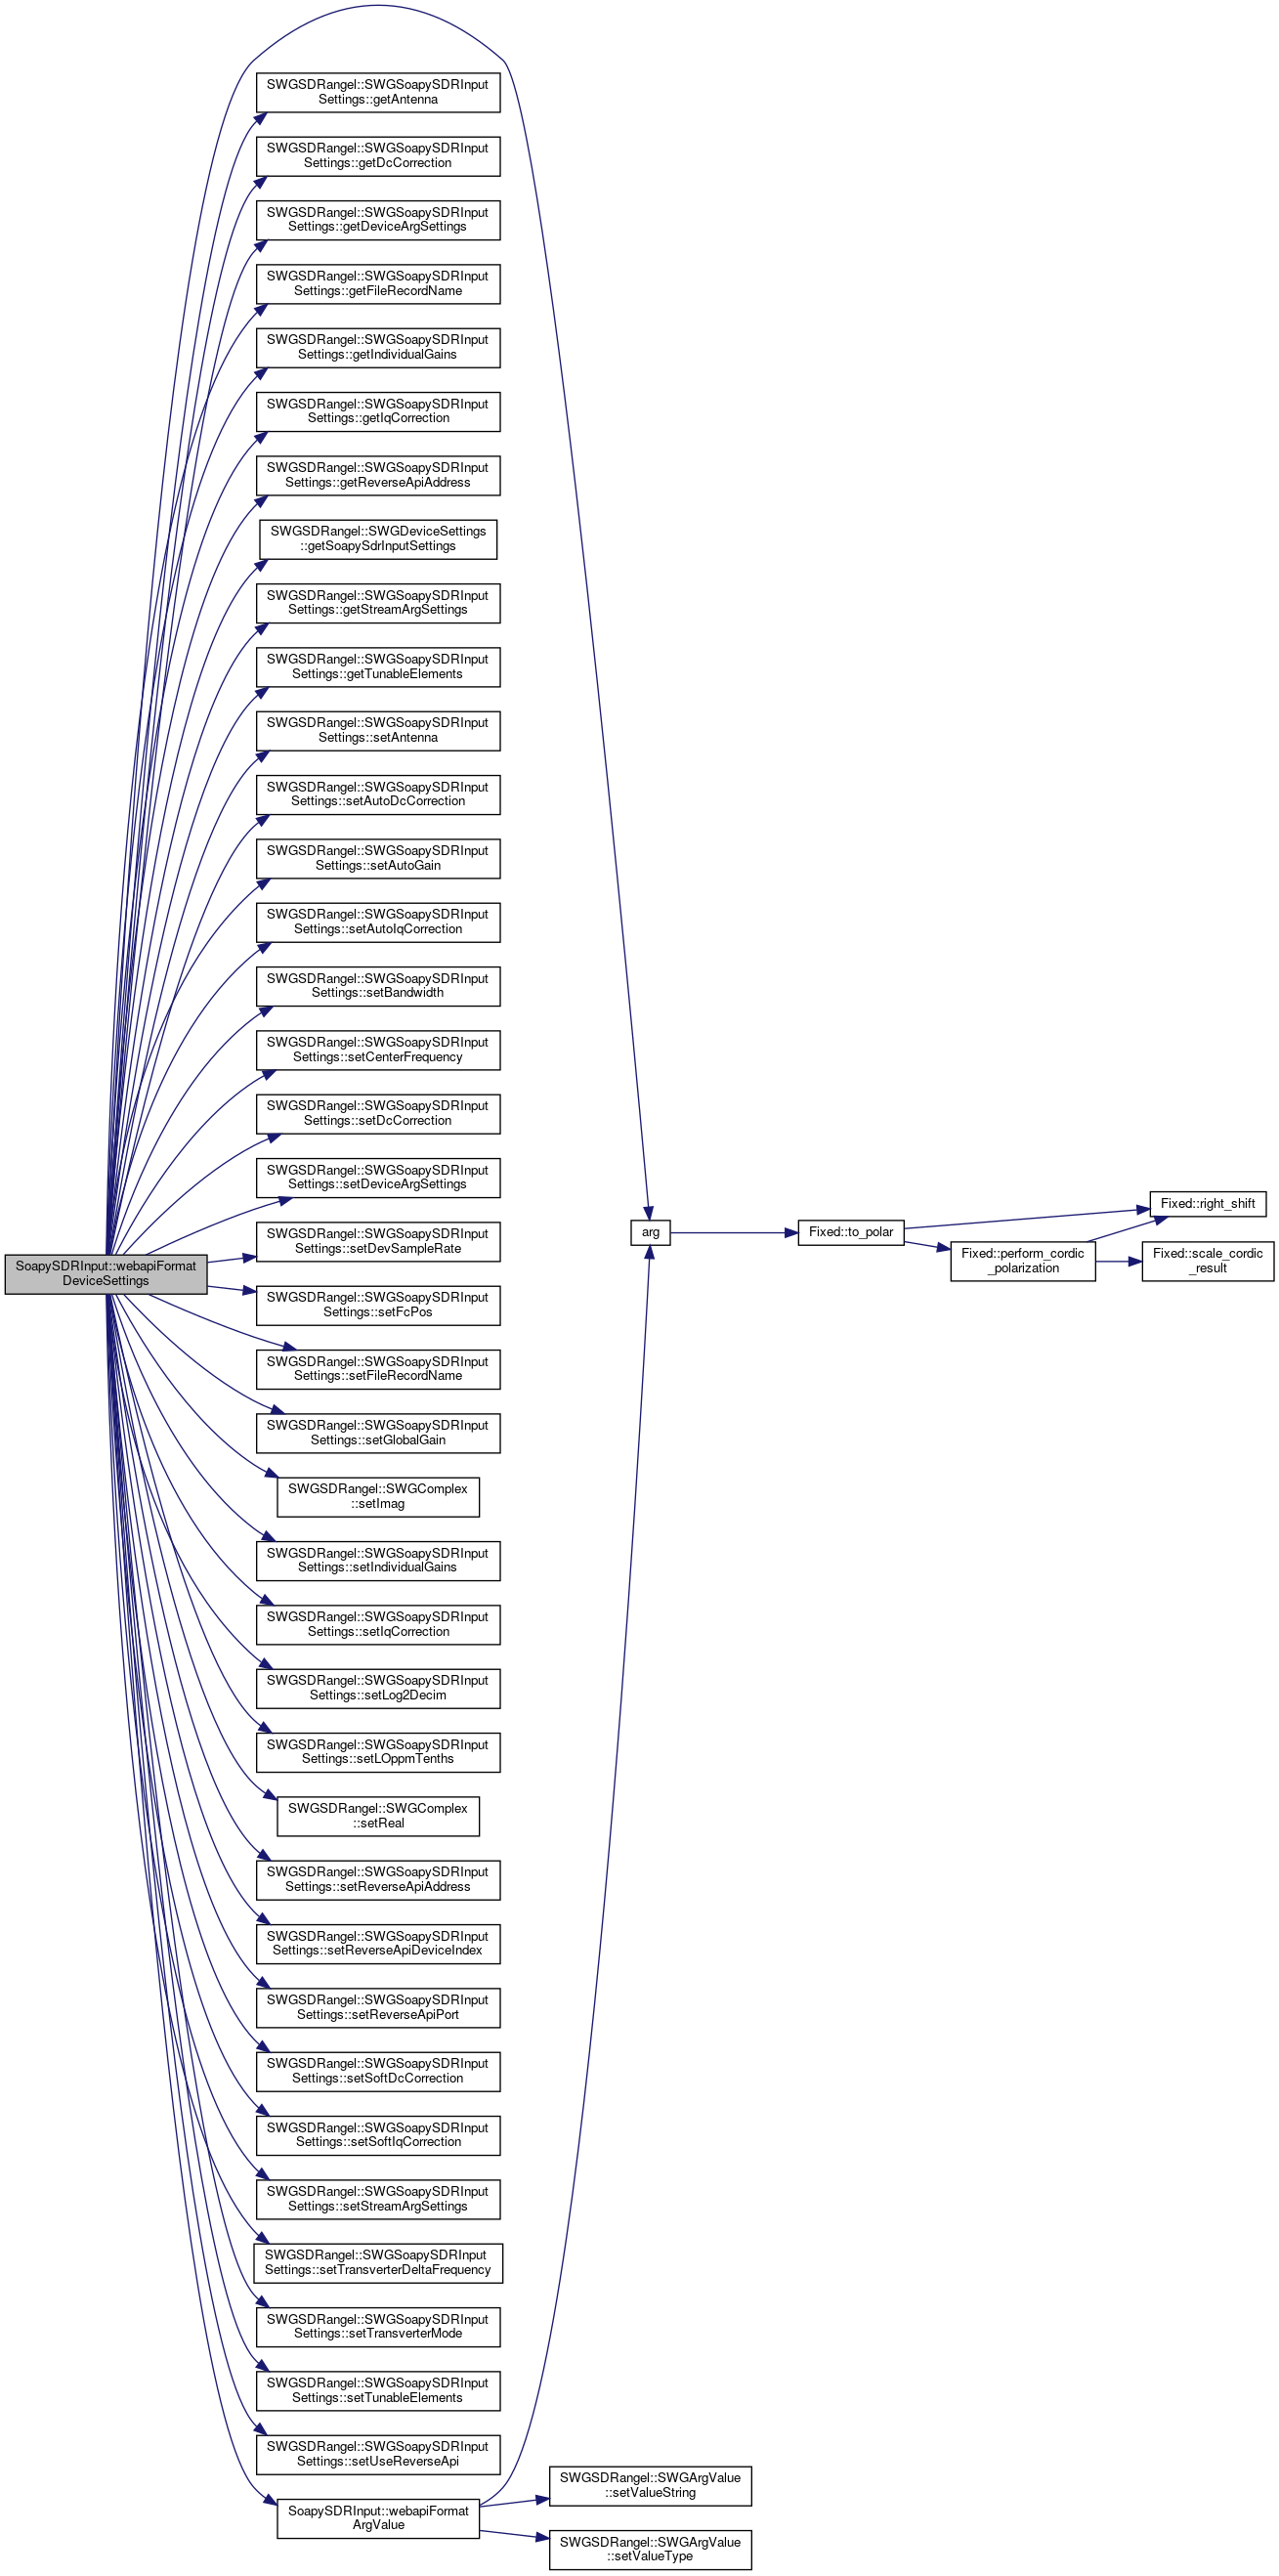 SWGSDRangel::SWGSoapySDRInput
Settings::getAntenna
SWGSDRangel::SWGSoapySDRInput
Settings::getDcCorrection
SWGSDRangel::SWGSoapySDRInput
Settings::getDeviceArgSettings
SWGSDRangel::SWGSoapySDRInput
Settings::getFileRecordName
SWGSDRangel::SWGSoapySDRInput
Settings::getIndividualGains
SWGSDRangel::SWGSoapySDRInput
Settings::getIqCorrection
SWGSDRangel::SWGSoapySDRInput
Settings::getReverseApiAddress
SWGSDRangel::SWGDeviceSettings
::getSoapySdrInputSettings
SWGSDRangel::SWGSoapySDRInput
Settings::getStreamArgSettings
SWGSDRangel::SWGSoapySDRInput
Settings::getTunableElements
SWGSDRangel::SWGSoapySDRInput
Settings::setAntenna
SWGSDRangel::SWGSoapySDRInput
Settings::setAutoDcCorrection
SWGSDRangel::SWGSoapySDRInput
Settings::setAutoGain
SWGSDRangel::SWGSoapySDRInput
Settings::setAutoIqCorrection
SWGSDRangel::SWGSoapySDRInput
Settings::setBandwidth
SWGSDRangel::SWGSoapySDRInput
Settings::setCenterFrequency
SWGSDRangel::SWGSoapySDRInput
Settings::setDcCorrection
SWGSDRangel::SWGSoapySDRInput
Settings::setDeviceArgSettings
SWGSDRangel::SWGSoapySDRInput
Settings::setDevSampleRate
SoapySDRInput::webapiFormat
DeviceSettings
SWGSDRangel::SWGSoapySDRInput
Settings::setFcPos
SWGSDRangel::SWGSoapySDRInput
Settings::setFileRecordName
SWGSDRangel::SWGSoapySDRInput
Settings::setGlobalGain
SWGSDRangel::SWGComplex
::setImag
SWGSDRangel::SWGSoapySDRInput
Settings::setIndividualGains
SWGSDRangel::SWGSoapySDRInput
Settings::setIqCorrection
SWGSDRangel::SWGSoapySDRInput
Settings::setLog2Decim
SWGSDRangel::SWGSoapySDRInput
Settings::setLOppmTenths
SWGSDRangel::SWGComplex
::setReal
SWGSDRangel::SWGSoapySDRInput
Settings::setReverseApiAddress
SWGSDRangel::SWGSoapySDRInput
Settings::setReverseApiDeviceIndex
SWGSDRangel::SWGSoapySDRInput
Settings::setReverseApiPort
SWGSDRangel::SWGSoapySDRInput
Settings::setSoftDcCorrection
SWGSDRangel::SWGSoapySDRInput
Settings::setSoftIqCorrection
SWGSDRangel::SWGSoapySDRInput
Settings::setStreamArgSettings
SWGSDRangel::SWGSoapySDRInput
Settings::setTransverterDeltaFrequency
SWGSDRangel::SWGSoapySDRInput
Settings::setTransverterMode
SWGSDRangel::SWGSoapySDRInput
Settings::setTunableElements
SWGSDRangel::SWGSoapySDRInput
Settings::setUseReverseApi
SoapySDRInput::webapiFormat
ArgValue
arg
Fixed::to_polar
Fixed::right_shift
Fixed::perform_cordic
_polarization
Fixed::scale_cordic
_result
SWGSDRangel::SWGArgValue
::setValueString
SWGSDRangel::SWGArgValue
::setValueType